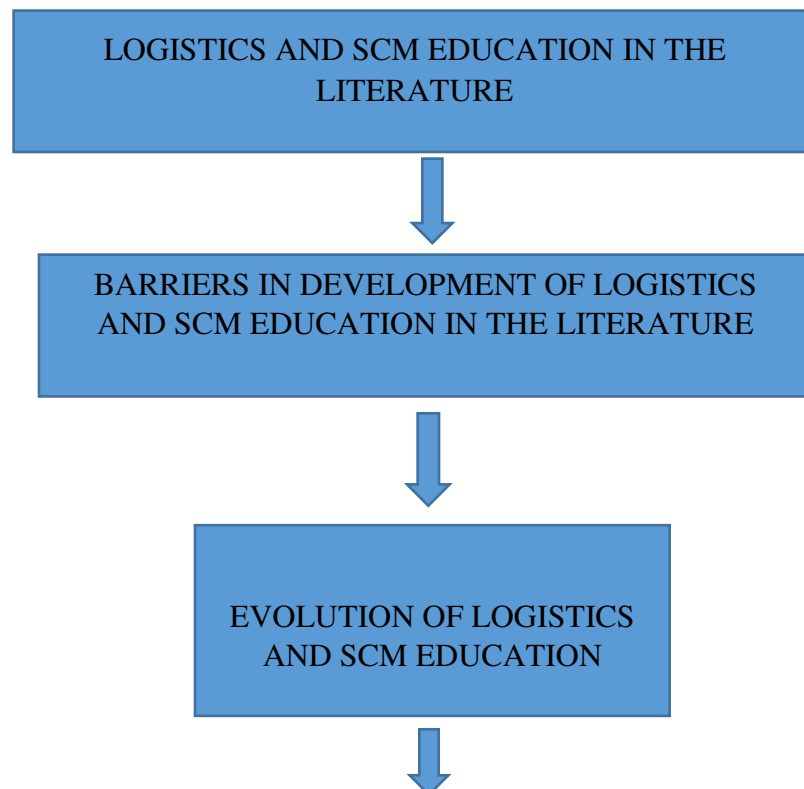 LOGISTICS AND SCM EDUCATION IN THE
LITERATURE
BARRIERS IN DEVELOPMENT OF LOGISTICS
AND SCM EDUCATION IN THE LITERATURE
EVOLUTION OF LOGISTICS
AND SCM EDUCATION